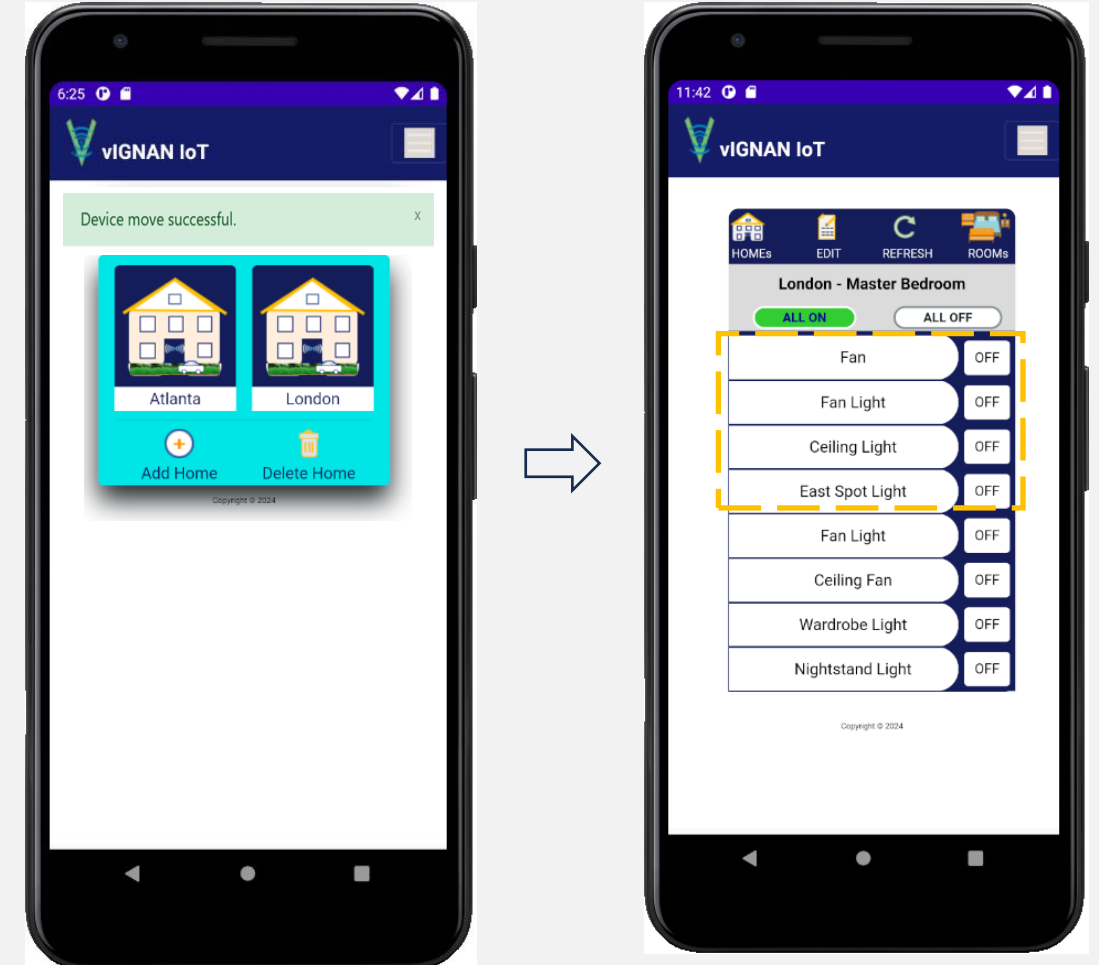 6:25
vIGNAN IoT
Device move successful. x
Atlanta London
Add Home Delete Home
Copyright © 2024
11:42
vIGNAN IoT
HOMEs EDIT REFRESH ROOMs
London - Master Bedroom
ALL ON ALL OFF
Fan OFF
Fan Light OFF
Ceiling Light OFF
East Spot Light OFF
Fan Light OFF
Ceiling Fan OFF
Wardrobe Light OFF
Nightstand Light OFF
Copyright © 2024